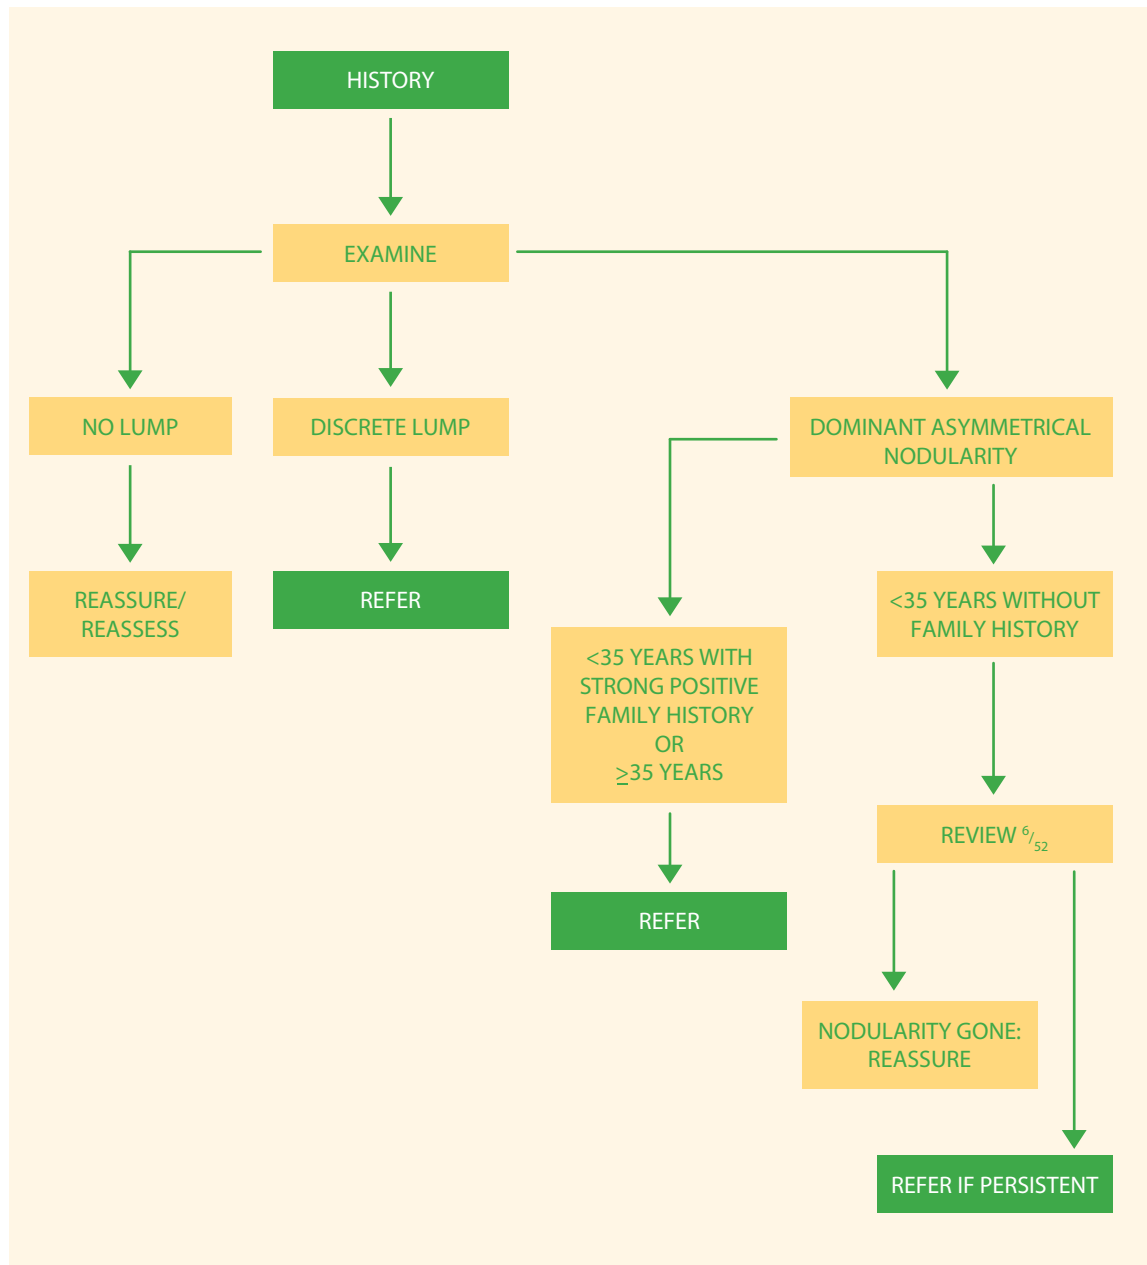 HISTORY
EXAMINE
NO LUMP
DISCRETE LUMP
DOMINANT ASYMMETRICAL
NODULARITY
REASSURE/
REASSESS
REFER
<35 YEARS WITHOUT
FAMILY HISTORY
<35 YEARS WITH
STRONG POSITIVE
FAMILY HISTORY
OR
≥35 YEARS
REVIEW 6/52
REFER
NODULARITY GONE:
REASSURE
REFER IF PERSISTENT